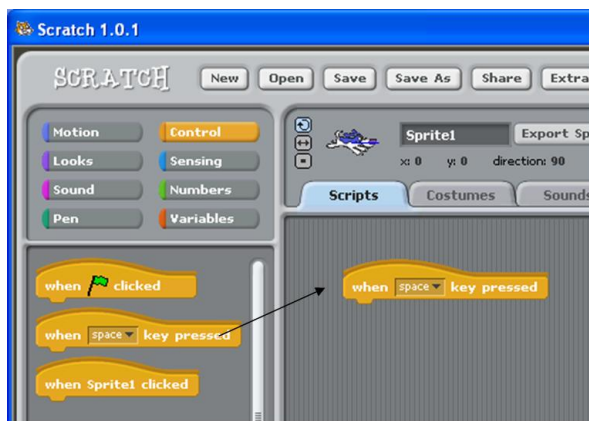 Scratch 1.0.1
SCRATCH New Open Save Save As Share Extra
Motion Control
Looks Sensing
Sound Numbers
Pen Variables
Sprite1 Export Sp
x: 0 y: 0 direction: 90
Scripts Costumes Sounds
when clicked
when space key pressed
when Sprite1 clicked
when space key pressed